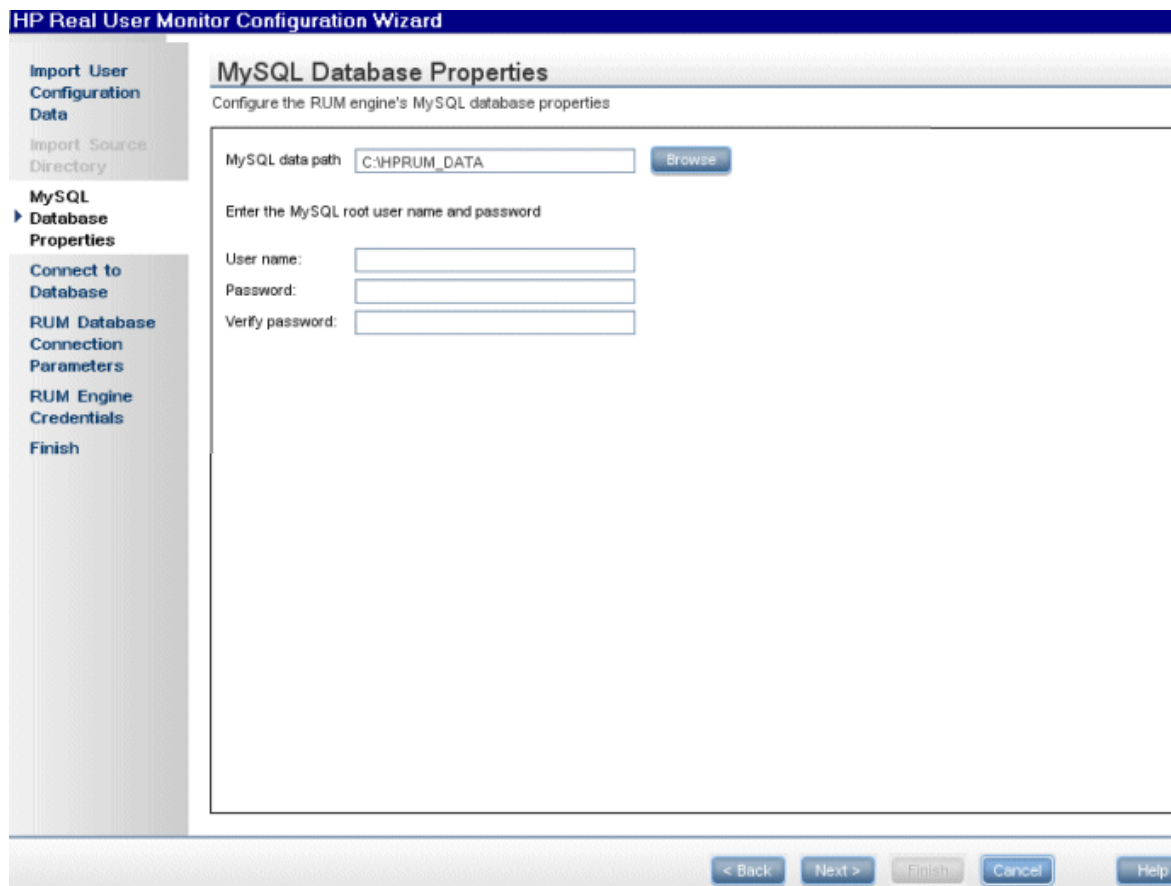 HP Real User Monitor Configuration Wizard
Import User
Configuration
Data
Import Source
Directory
MySQL
Database
Properties
Connect to
Database
RUM Database
Connection
Parameters
RUM Engine
Credentials
Finish
MySQL Database Properties
Configure the RUM engine's MySQL database properties
MySQL data path C:\HPRUM_DATA Browse
Enter the MySQL root user name and password
User name:
Password:
Verify password:
< Back Next > Finish Cancel Help